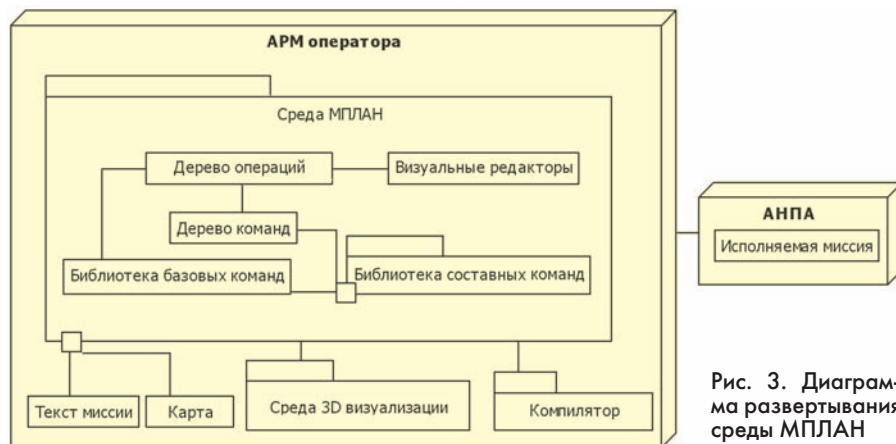 АРМ оператора
Среда МПЛАН
Дерево операций
Визуальные редакторы
Дерево команд
Библиотека базовых команд
Библиотека составных команд
Текст миссии
Карта
Среда 3D визуализации
Компилятор
АНПА
Исполняемая миссия
Рис. 3. Диаграм-
ма развертывания
среды МПЛАН